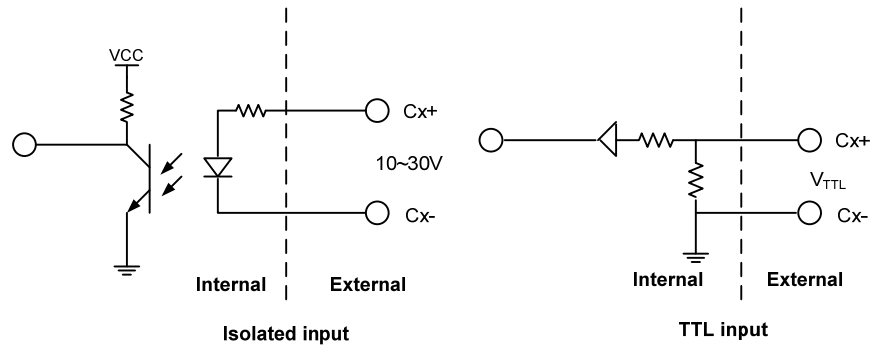 VCC
Cx+
10~30V
Cx-
Internal
External
Isolated input
Cx+
VTTL
Cx-
Internal
External
TTL input